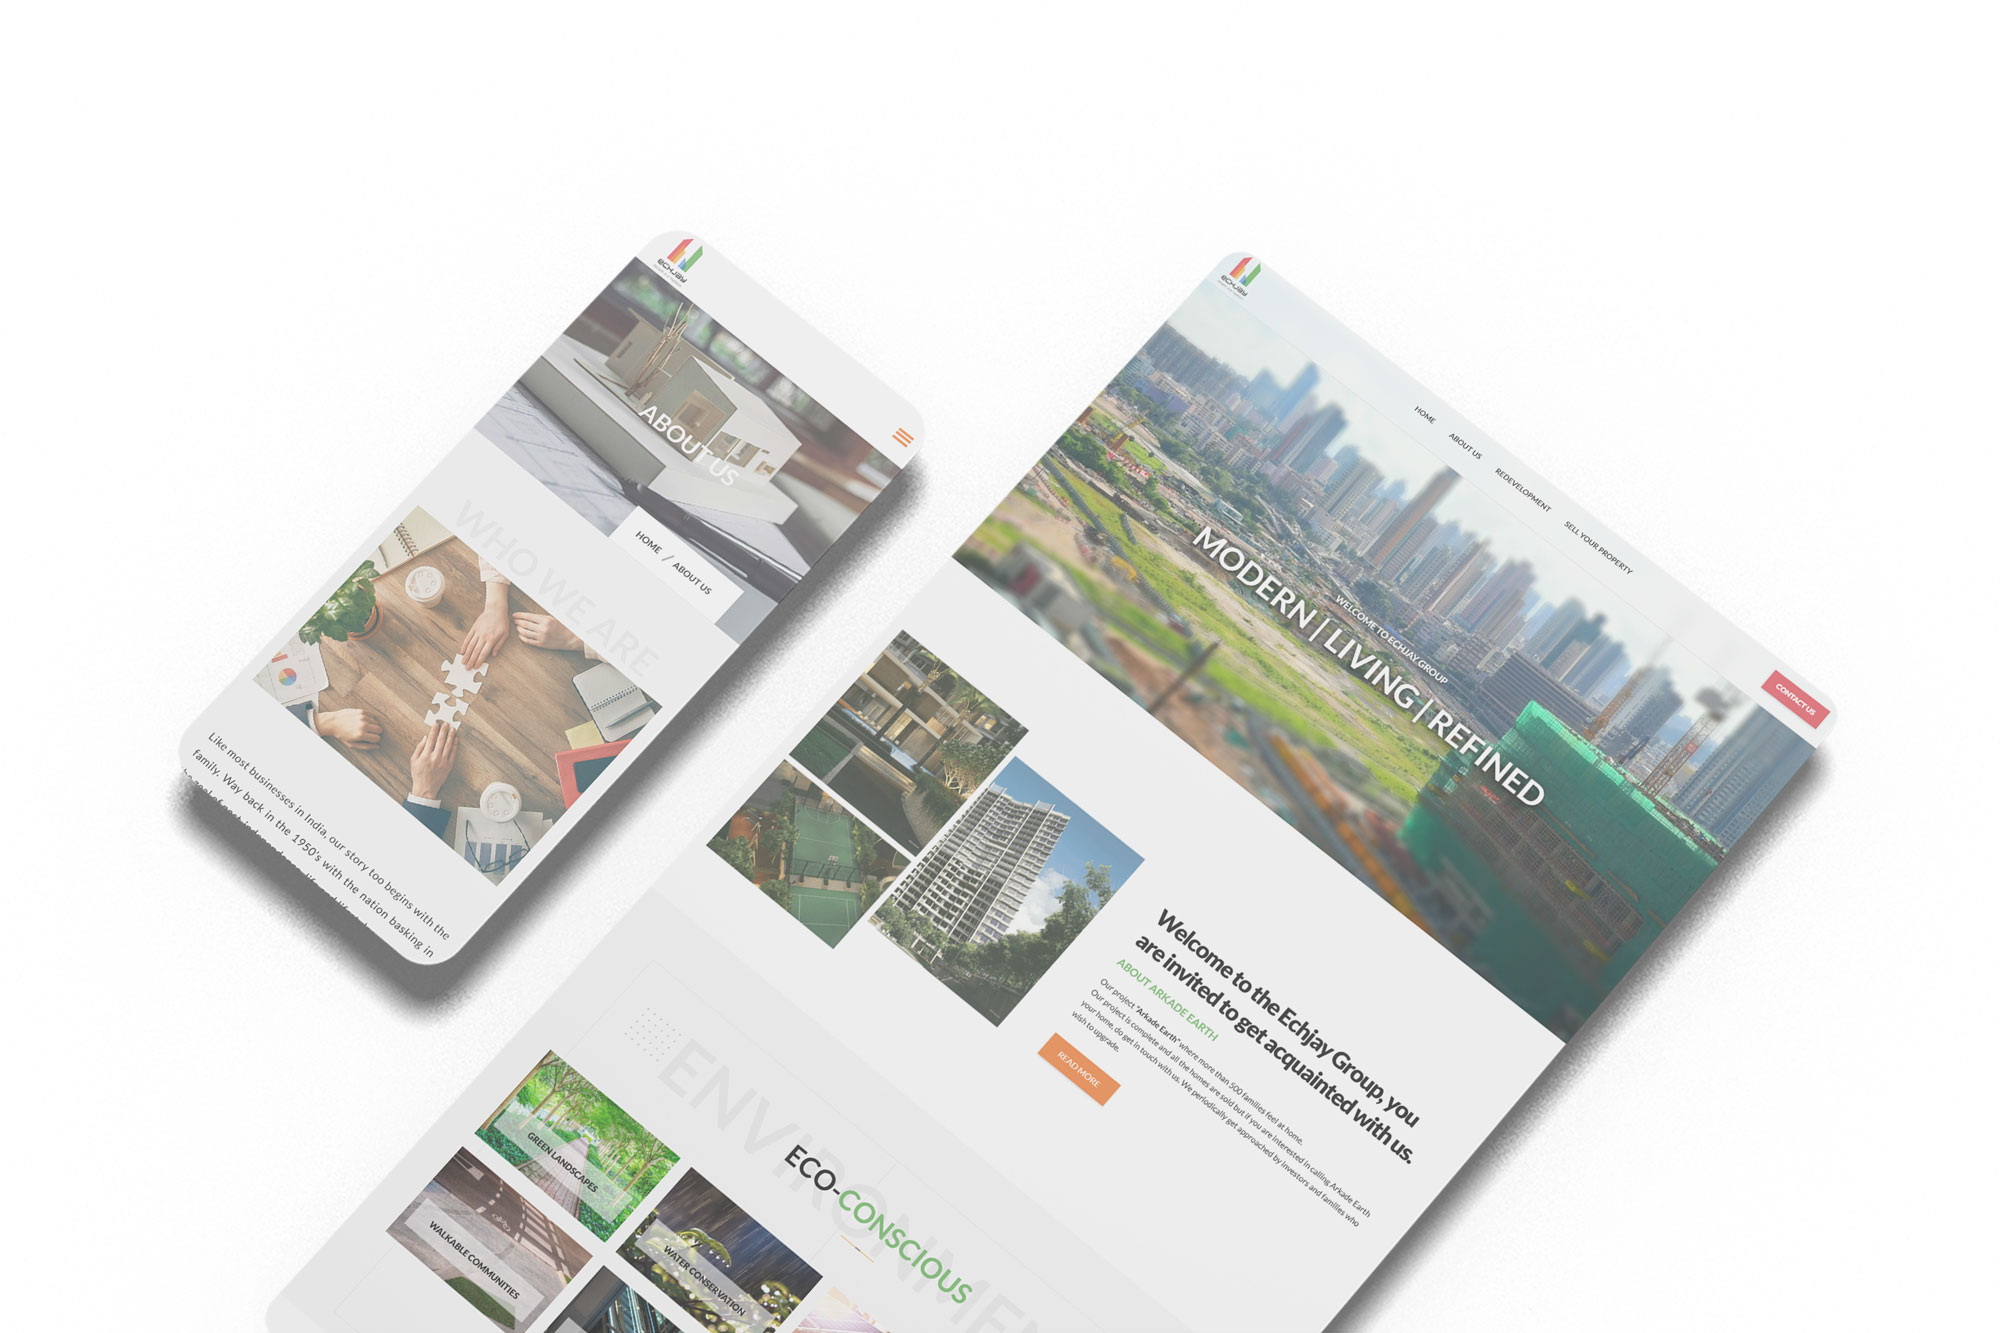 echjay
ABOUT US
HOME / ABOUT US
WHO WE ARE
Like most businesses in India, our story too begins with the
family. Way back in the 1950's with the nation basking in
echjay
HOME
ABOUT US
REDEVELOPMENT
SELL YOUR PROPERTY
CONTACT US
WELCOME TO ECHJAY GROUP
MODERN | LIVING | REFINED
Welcome to the Echjay Group, you
are invited to get acquainted with us.
ABOUT ARKADE EARTH
Our project "Arkade Earth" where more than 500 families feel at home.
Our project is complete and all the homes are sold but if you are interested in calling Arkade Earth
your home, do get in touch with us. We periodically get approached by investors and families who
wish to upgrade.
READ MORE
ENVIRONMEN
ECO-CONSCIOUS
GREEN LANDSCAPES
WALKABLE COMMUNITIES
WATER CONSERVATION